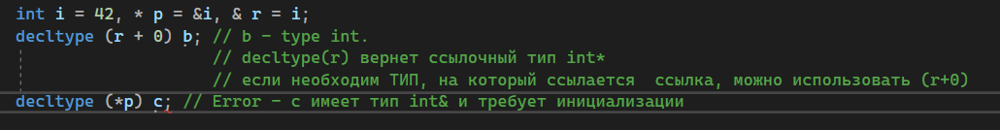 int i = 42, * p = &i, & r = i;
decltype (r + 0) b; // b - type int.
// decltype(r) вернет ссылочный тип int*
// если необходим ТИП, на который ссылается  ссылка, можно использовать (r+0)
decltype (*p) c; // Error - c имеет тип int& и требует инициализации